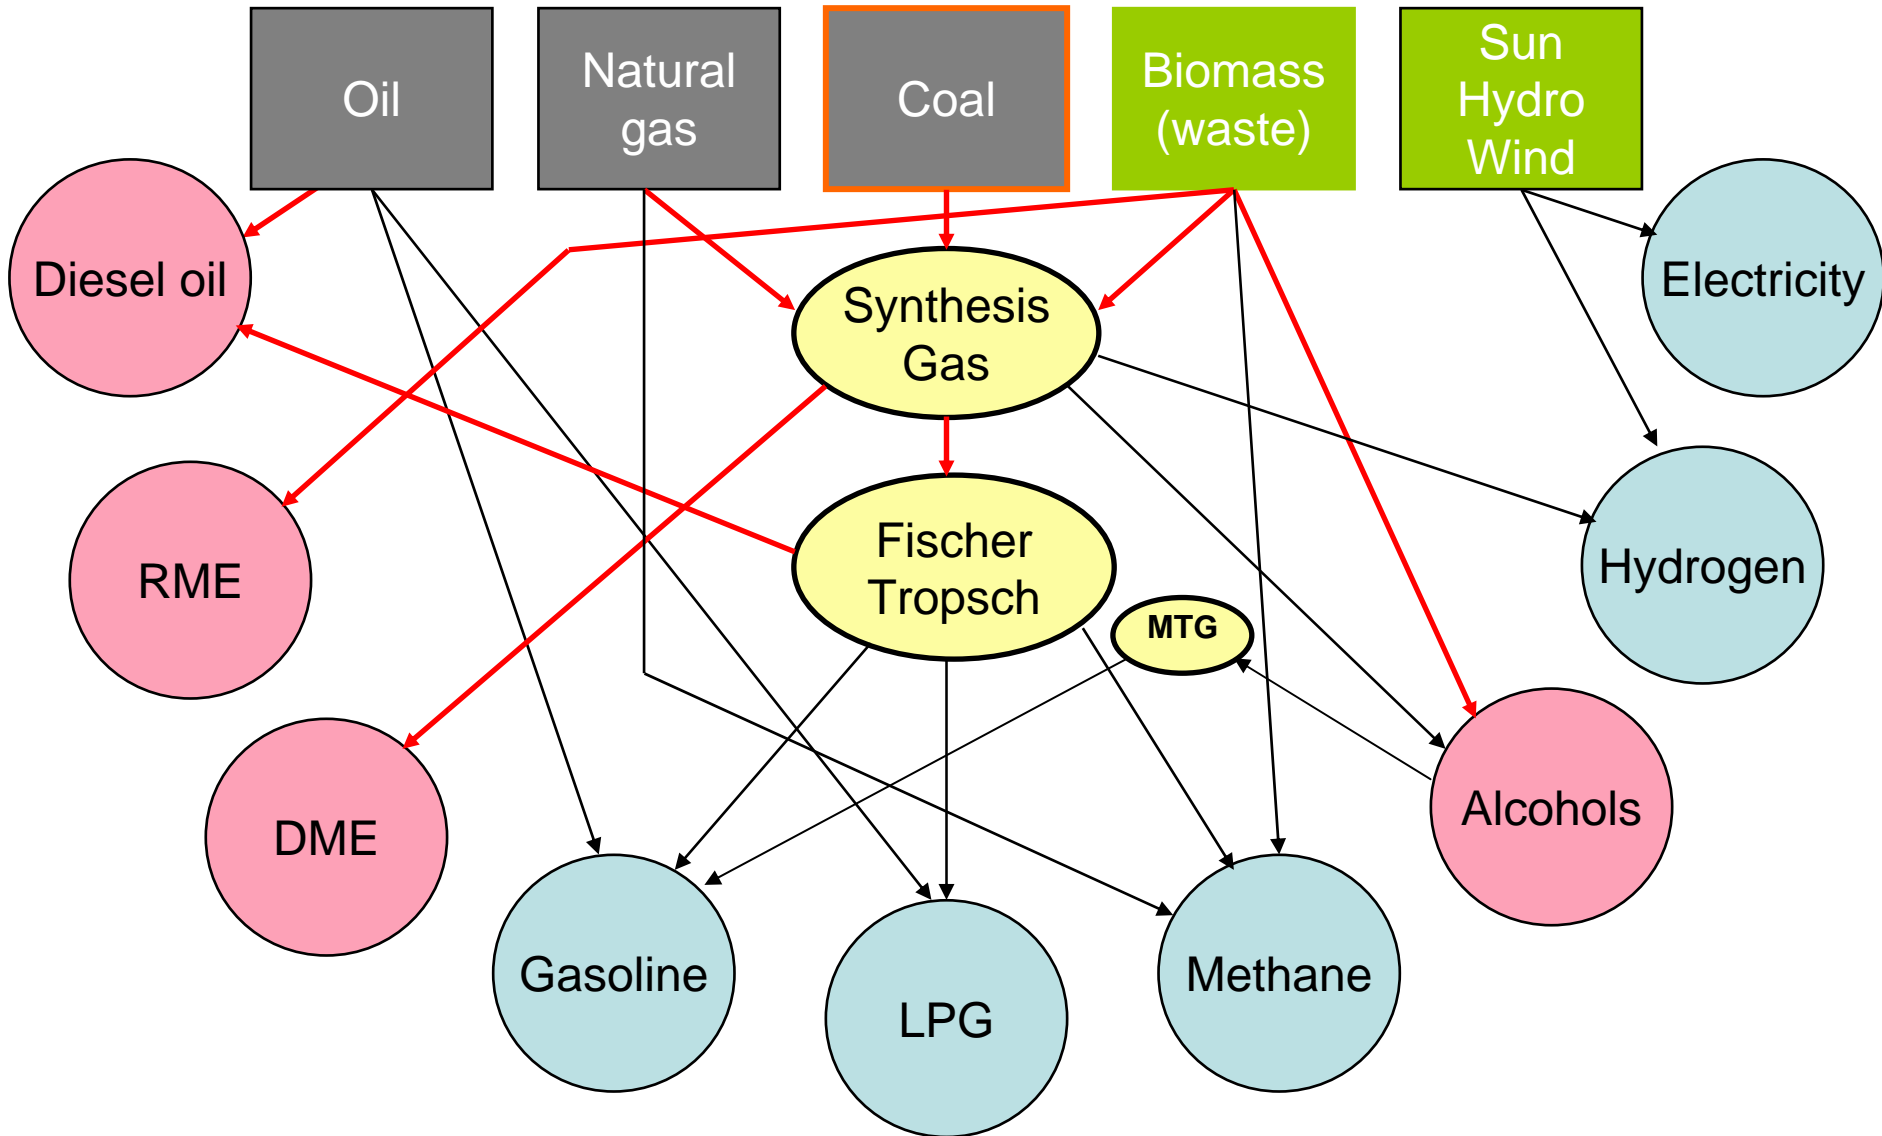 Oil
Natural
gas
Coal
Biomass
(waste)
Sun
Hydro
Wind
Diesel oil
Synthesis
Gas
Electricity
RME
Fischer
Tropsch
MTG
Hydrogen
DME
Alcohols
Gasoline
LPG
Methane